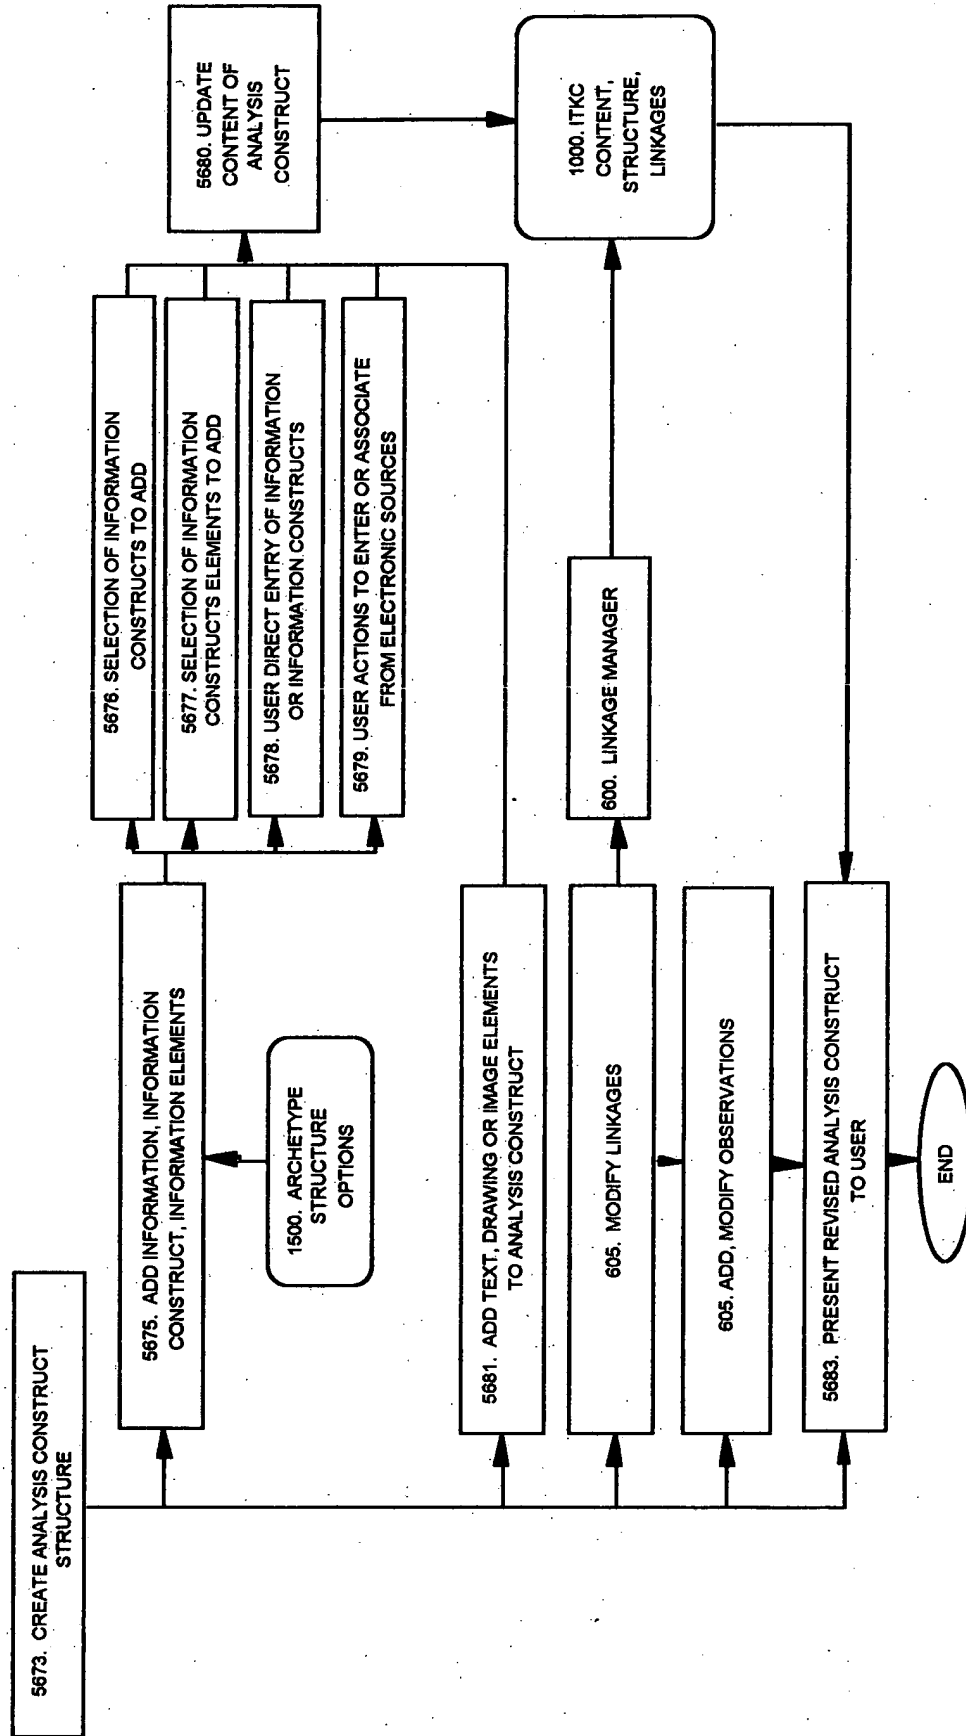 5673. CREATE ANALYSIS CONSTRUCT
STRUCTURE
5675. ADD INFORMATION, INFORMATION
CONSTRUCT, INFORMATION ELEMENTS
1500. ARCHETYPE
STRUCTURE
OPTIONS
5676. SELECTION OF INFORMATION
CONSTRUCTS TO ADD
5677. SELECTION OF INFORMATION
CONSTRUCTS ELEMENTS TO ADD
5678. USER DIRECT ENTRY OF INFORMATION
OR INFORMATION CONSTRUCTS
5679. USER ACTIONS TO ENTER OR ASSOCIATE
FROM ELECTRONIC SOURCES
5680. UPDATE
CONTENT OF
ANALYSIS
CONSTRUCT
5681. ADD TEXT, DRAWING OR IMAGE ELEMENTS
TO ANALYSIS CONSTRUCT
605. MODIFY LINKAGES
600. LINKAGE MANAGER
1000. ITKC
CONTENT,
STRUCTURE,
LINKAGES
605. ADD, MODIFY OBSERVATIONS
5683. PRESENT REVISED ANALYSIS CONSTRUCT
TO USER
END